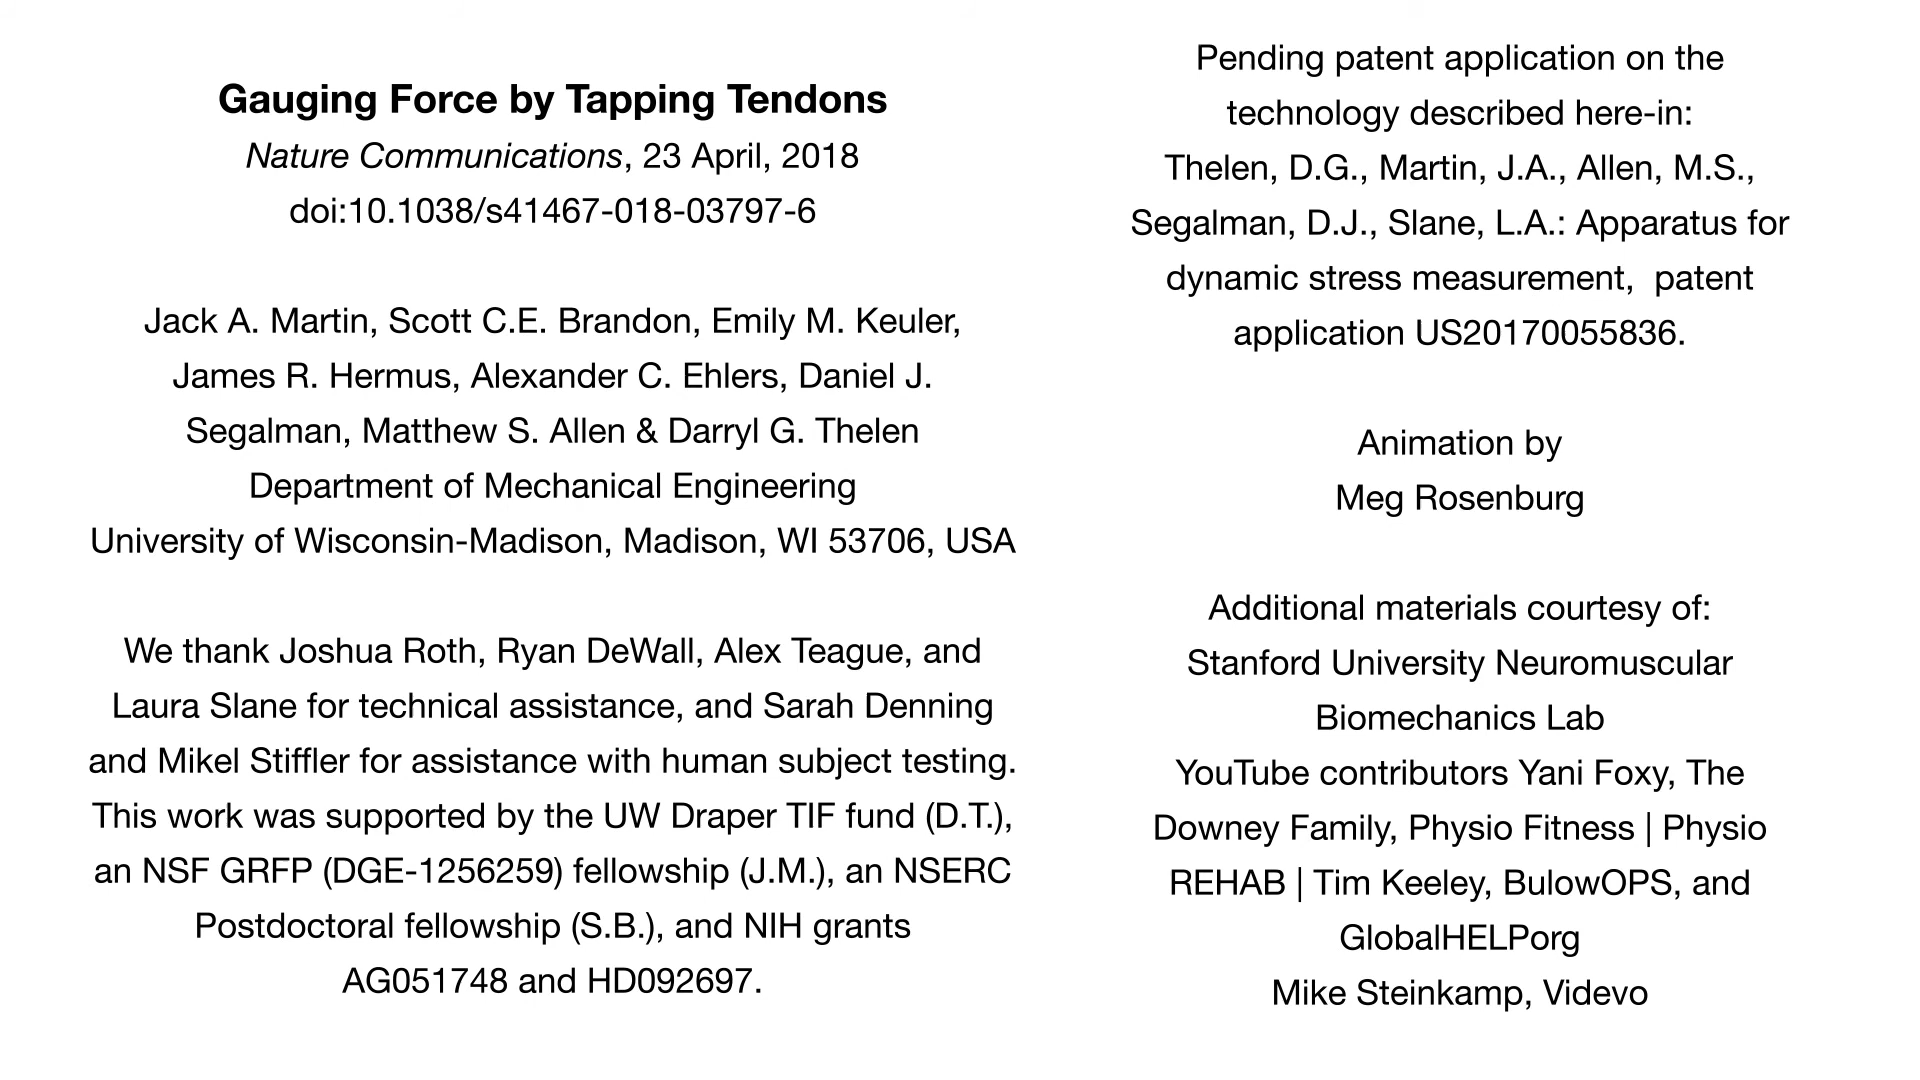 Gauging Force by Tapping Tendons
Nature Communications, 23 April, 2018
doi:10.1038/s41467-018-03797-6
Jack A. Martin, Scott C.E. Brandon, Emily M. Keuler,
James R. Hermus, Alexander C. Ehlers, Daniel J.
Segalman, Matthew S. Allen & Darryl G. Thelen
Department of Mechanical Engineering
University of Wisconsin-Madison, Madison, WI 53706, USA
We thank Joshua Roth, Ryan DeWall, Alex Teague, and
Laura Slane for technical assistance, and Sarah Denning
and Mikel Stiffler for assistance with human subject testing.
This work was supported by the UW Draper TIF fund (D.T.),
an NSF GRFP (DGE-1256259) fellowship (J.M.), an NSERC
Postdoctoral fellowship (S.B.), and NIH grants
AG051748 and HD092697.
Pending patent application on the
technology described here-in:
Thelen, D.G., Martin, J.A., Allen, M.S.,
Segalman, D.J., Slane, L.A.: Apparatus for
dynamic stress measurement,  patent
application US20170055836.
Animation by
Meg Rosenburg
Additional materials courtesy of:
Stanford University Neuromuscular
Biomechanics Lab
YouTube contributors Yani Foxy, The
Downey Family, Physio Fitness | Physio
REHAB | Tim Keeley, BulowOPS, and
GlobalHELPorg
Mike Steinkamp, Videvo